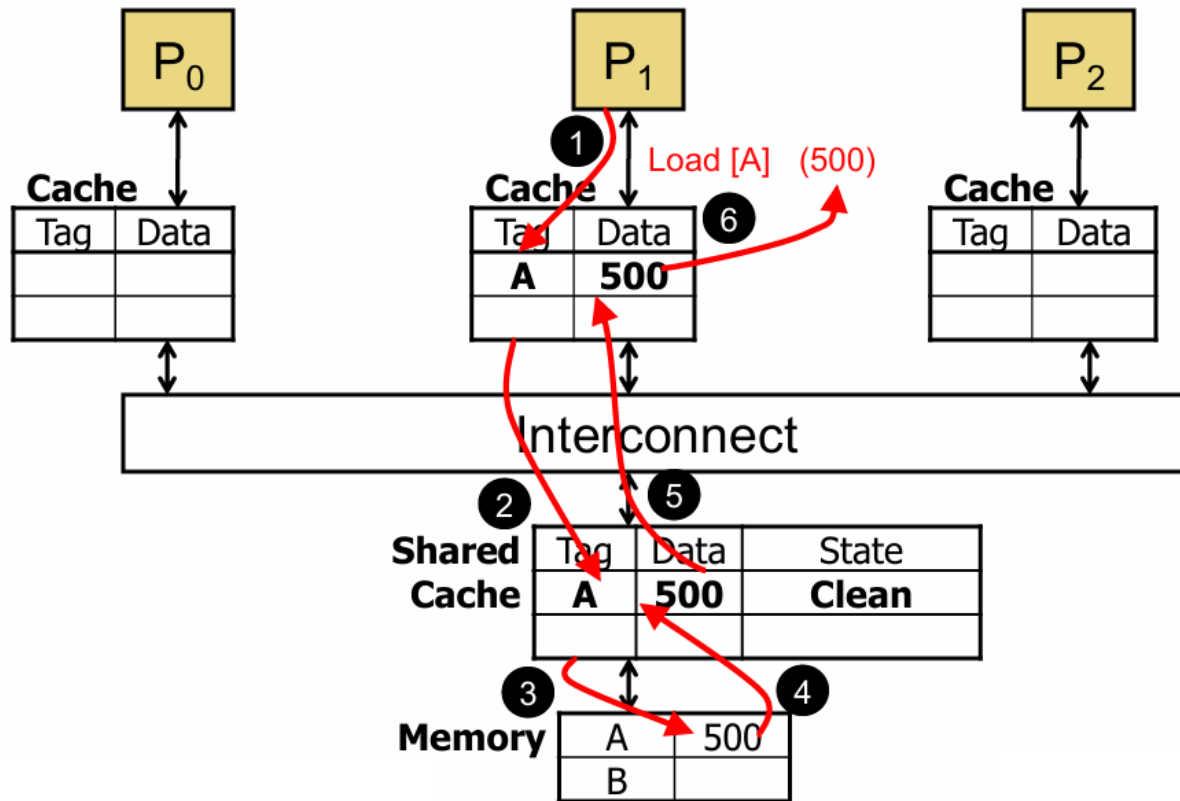 P0 P1 P2
1 Load [A] (500)
Cache Cache Cache
Tag Data Tag Data 6 Tag Data
A 500
Interconnect
2 5
Shared Tag Data State
Cache A 500 Clean
3 4
Memory A 500
B